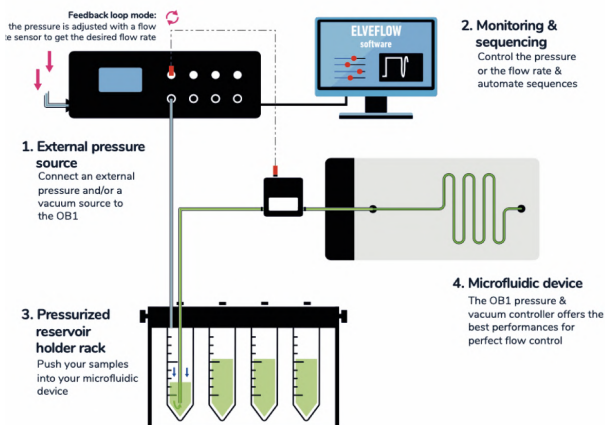 Feedback loop mode:
the pressure is adjusted with a flow
sensor to get the desired flow rate
ELVEFLOW
software
2. Monitoring &
sequencing
Control the pressure
or the flow rate &
automate sequences
1. External pressure
source
Connect an external
pressure and/or a
vacuum source to
the OB1
3. Pressurized
reservoir
holder rack
Push your samples
into your microfluidic
device
4. Microfluidic device
The OB1 pressure &
vacuum controller offers the
best performances for
perfect flow control